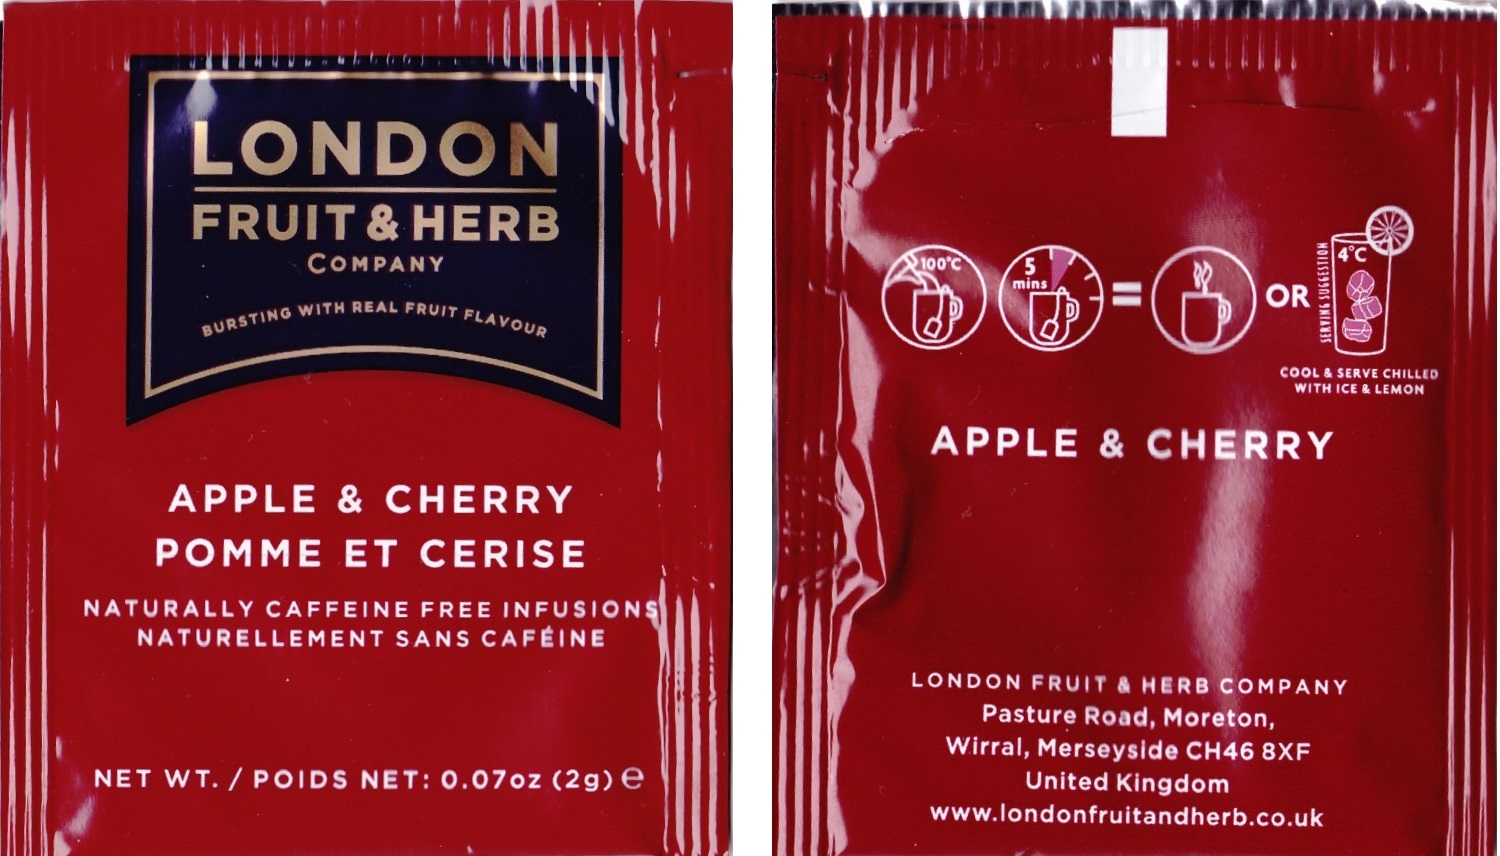 LONDON
FRUIT & HERB
COMPANY
BURSTING WITH REAL FRUIT FLAVOUR
APPLE & CHERRY
POMME ET CERISE
NATURALLY CAFFEINE FREE INFUSIONS
NATURELLEMENT SANS CAFÉINE
NET WT. / POIDS NET: 0.07oz (2g) ℮
100°C
5
mins
=
OR
SERVING SUGGESTION
4°C
COOL & SERVE CHILLED
WITH ICE & LEMON
APPLE & CHERRY
LONDON FRUIT & HERB COMPANY
Pasture Road, Moreton,
Wirral, Merseyside CH46 8XF
United Kingdom
www.londonfruitandherb.co.uk